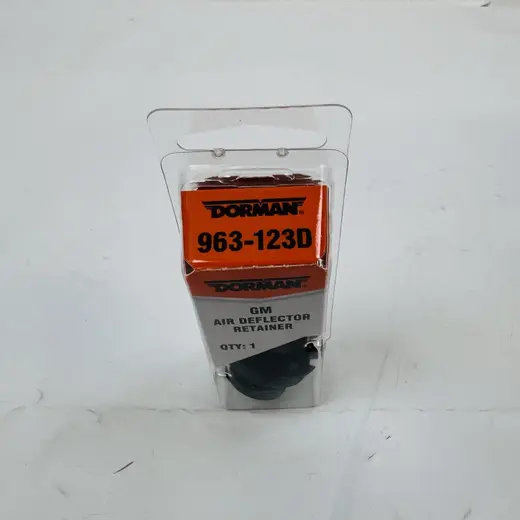 DORMAN
963-123D
DORMAN
GM
AIR DEFLECTOR
RETAINER
QTY: 1